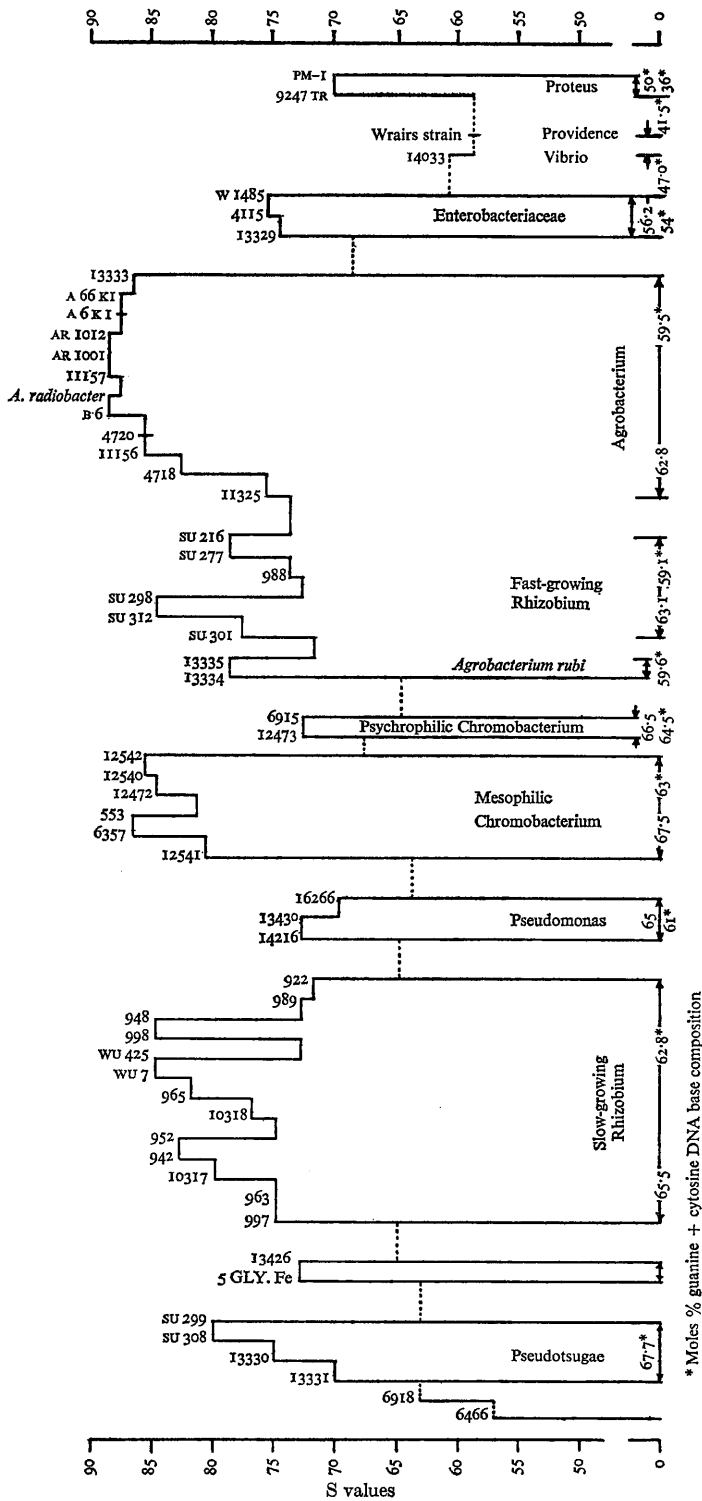 90 85 80 75 70 65 60 55 50 0
PM-1
9247 TR
Proteus
50*
36*
41·5*
Wrairs strain
Providence
14033
Vibrio
47·0*
W 1485
4115
13329
Enterobacteriaceae
56·2
54*
13333
A 66 K1
A 6 K1
AR 1012
AR 1001
11157
A. radiobacter
B·6
4720
11156
4718
11325
Agrobacterium
59·5*
62·8
SU 216
SU 277
988
SU 298
SU 312
SU 301
Fast-growing
Rhizobium
63·1–59·1*
13335
13334
Agrobacterium rubi
59·6*
6915
12473
Psychrophilic Chromobacterium
66·5
64·5*
12542
12540
12472
553
6357
12541
Mesophilic
Chromobacterium
67·5 – 63*
16266
13430
14216
Pseudomonas
65
61*
922
989
948
998
WU 425
WU 7
965
10318
952
942
10317
963
997
Slow-growing
Rhizobium
62·8*
65·5
13426
5 GLY. Fe
SU 299
SU 308
13330
13331
Pseudotsugae
67·7*
6918
6466
90 85 80 75 70 65 60 55 50 0
S values
* Moles % guanine + cytosine DNA base composition